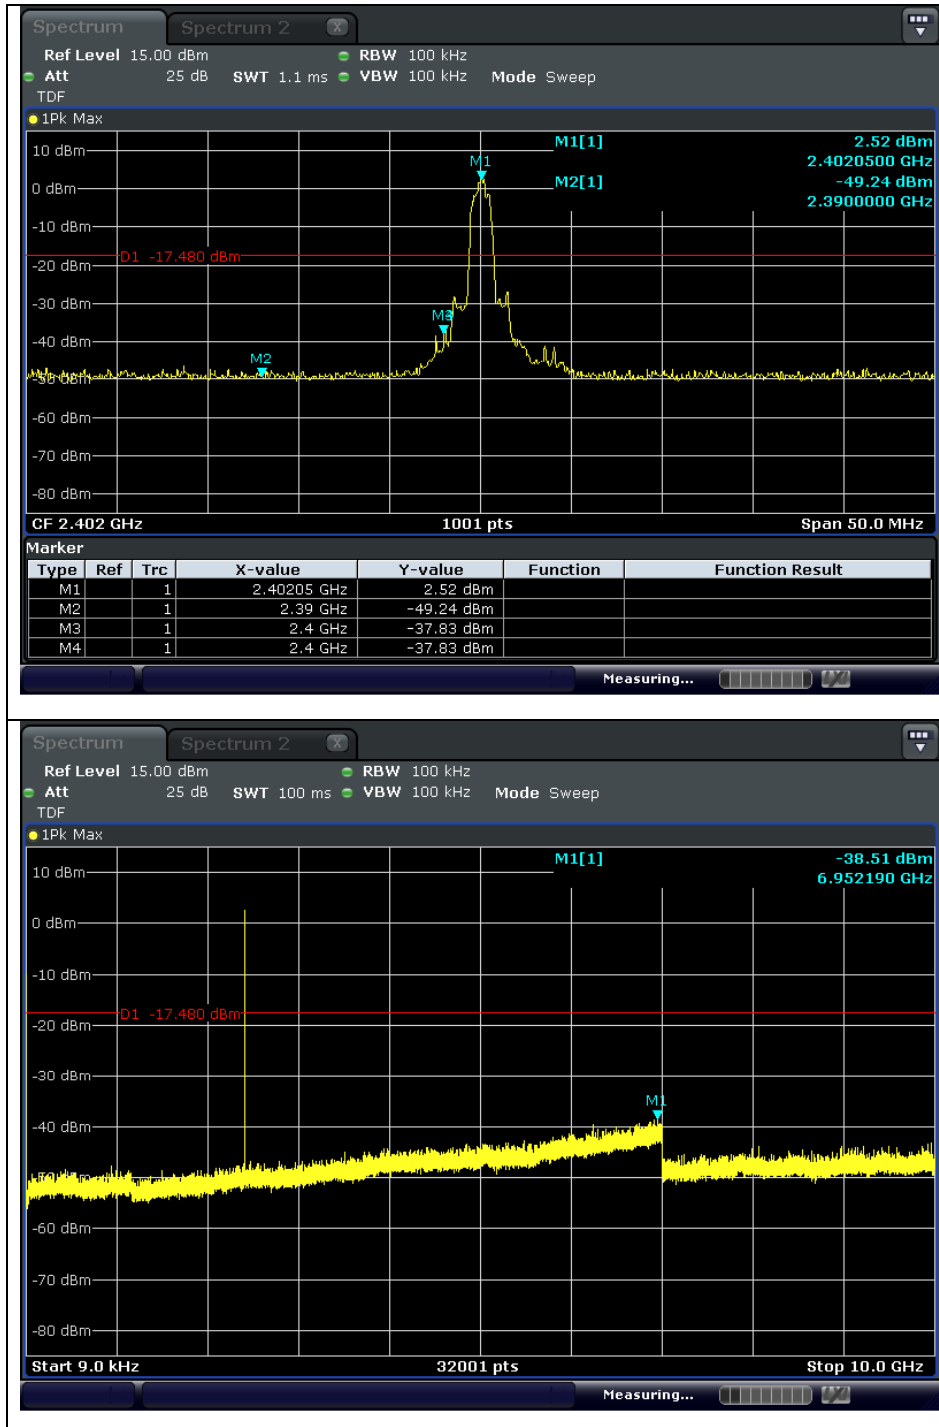 Spectrum Spectrum 2 X
Ref Level 15.00 dBm RBW 100 kHz
Att 25 dB SWT 1.1 ms VBW 100 kHz Mode Sweep
TDF
1Pk Max
M1[1] 2.52 dBm
2.4020500 GHz
M2[1] -49.24 dBm
2.3900000 GHz
10 dBm
M1
0 dBm
-10 dBm
D1 -17.480 dBm
-20 dBm
-30 dBm
-40 dBm
M2
-50 dBm
-60 dBm
-70 dBm
-80 dBm
CF 2.402 GHz 1001 pts Span 50.0 MHz
Marker
Type Ref Trc X-value Y-value Function Function Result
M1 1 2.40205 GHz 2.52 dBm
M2 1 2.39 GHz -49.24 dBm
M3 1 2.4 GHz -37.83 dBm
M4 1 2.4 GHz -37.83 dBm
Measuring...
Spectrum Spectrum 2 X
Ref Level 15.00 dBm RBW 100 kHz
Att 25 dB SWT 100 ms VBW 100 kHz Mode Sweep
TDF
1Pk Max
M1[1] -38.51 dBm
6.952190 GHz
10 dBm
0 dBm
-10 dBm
D1 -17.480 dBm
-20 dBm
-30 dBm
M1
-40 dBm
-50 dBm
-60 dBm
-70 dBm
-80 dBm
Start 9.0 kHz 32001 pts Stop 10.0 GHz
Measuring...